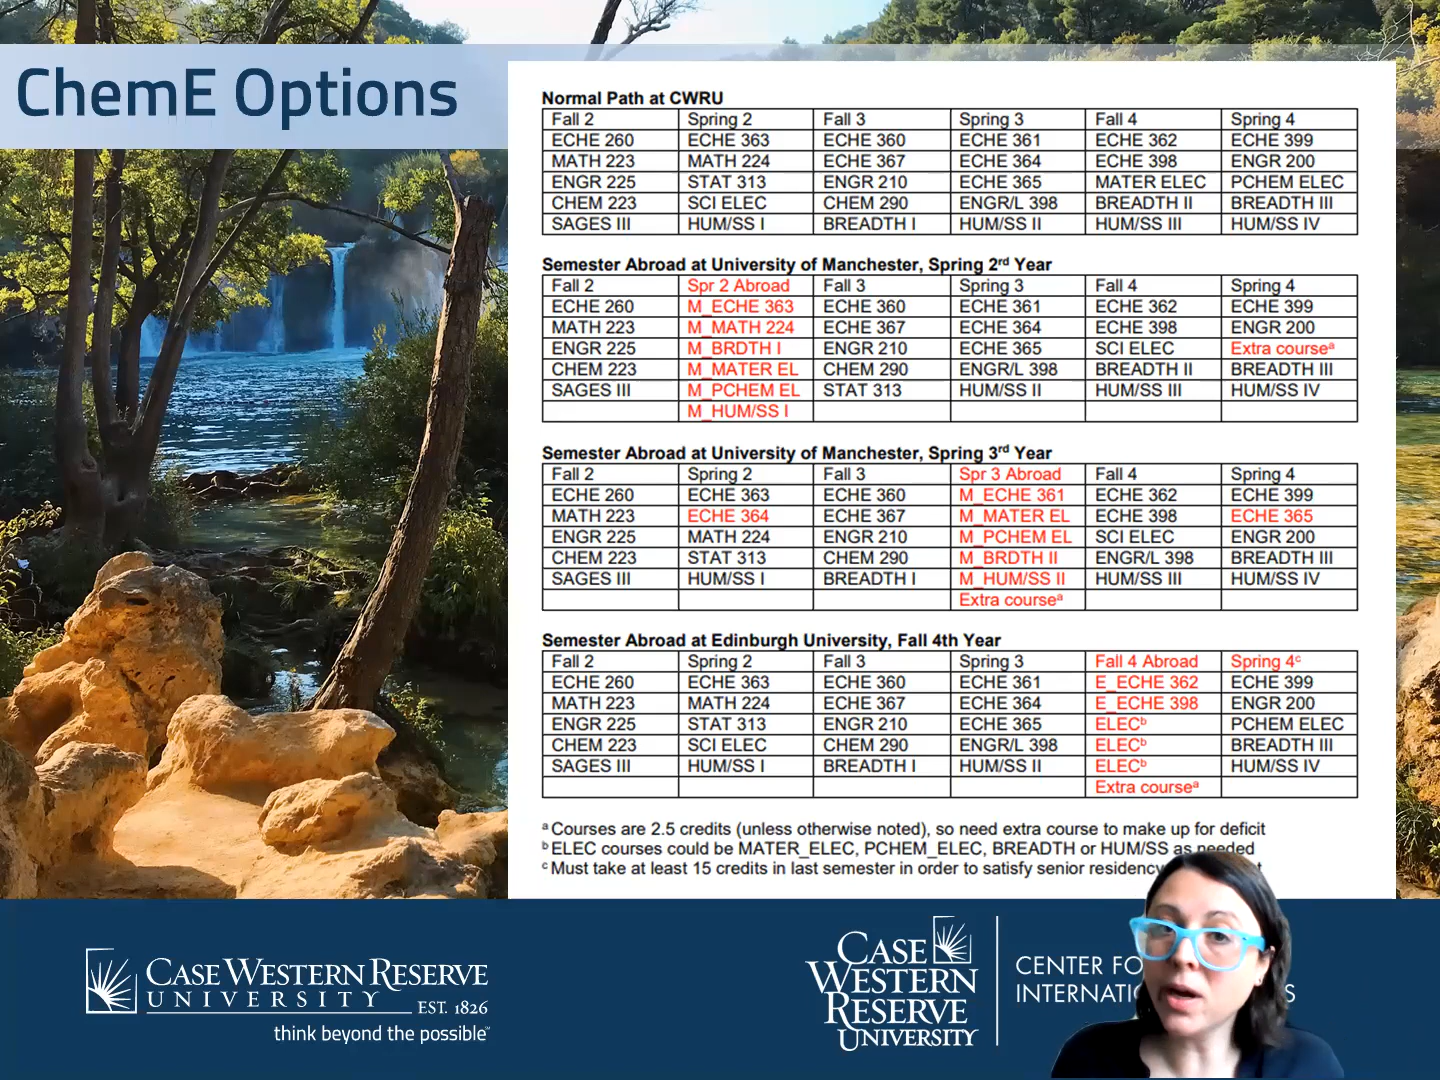 ChemE Options
Normal Path at CWRU
Fall 2 Spring 2 Fall 3 Spring 3 Fall 4 Spring 4
ECHE 260 ECHE 363 ECHE 360 ECHE 361 ECHE 362 ECHE 399
MATH 223 MATH 224 ECHE 367 ECHE 364 ECHE 398 ENGR 200
ENGR 225 STAT 313 ENGR 210 ECHE 365 MATER ELEC PCHEM ELEC
CHEM 223 SCI ELEC CHEM 290 ENGR/L 398 BREADTH II BREADTH III
SAGES III HUM/SS I BREADTH I HUM/SS II HUM/SS III HUM/SS IV
Semester Abroad at University of Manchester, Spring 2rd Year
Fall 2 Spr 2 Abroad Fall 3 Spring 3 Fall 4 Spring 4
ECHE 260 M_ECHE 363 ECHE 360 ECHE 361 ECHE 362 ECHE 399
MATH 223 M_MATH 224 ECHE 367 ECHE 364 ECHE 398 ENGR 200
ENGR 225 M_BRDTH I ENGR 210 ECHE 365 SCI ELEC Extra courseª
CHEM 223 M_MATER EL CHEM 290 ENGR/L 398 BREADTH II BREADTH III
SAGES III M_PCHEM EL STAT 313 HUM/SS II HUM/SS III HUM/SS IV
M_HUM/SS I
Semester Abroad at University of Manchester, Spring 3rd Year
Fall 2 Spring 2 Fall 3 Spr 3 Abroad Fall 4 Spring 4
ECHE 260 ECHE 363 ECHE 360 M_ECHE 361 ECHE 362 ECHE 399
MATH 223 ECHE 364 ECHE 367 M_MATER EL ECHE 398 ECHE 365
ENGR 225 MATH 224 ENGR 210 M_PCHEM EL SCI ELEC ENGR 200
CHEM 223 STAT 313 CHEM 290 M_BRDTH II ENGR/L 398 BREADTH III
SAGES III HUM/SS I BREADTH I M_HUM/SS II HUM/SS III HUM/SS IV
Extra courseª
Semester Abroad at Edinburgh University, Fall 4th Year
Fall 2 Spring 2 Fall 3 Spring 3 Fall 4 Abroad Spring 4ᶜ
ECHE 260 ECHE 363 ECHE 360 ECHE 361 E_ECHE 362 ECHE 399
MATH 223 MATH 224 ECHE 367 ECHE 364 E_ECHE 398 ENGR 200
ENGR 225 STAT 313 ENGR 210 ECHE 365 ELECᵇ PCHEM ELEC
CHEM 223 SCI ELEC CHEM 290 ENGR/L 398 ELECᵇ BREADTH III
SAGES III HUM/SS I BREADTH I HUM/SS II ELECᵇ HUM/SS IV
Extra courseª
ª Courses are 2.5 credits (unless otherwise noted), so need extra course to make up for deficit
ᵇ ELEC courses could be MATER_ELEC, PCHEM_ELEC, BREADTH or HUM/SS as needed
ᶜ Must take at least 15 credits in last semester in order to satisfy senior residency
CASE WESTERN RESERVE
UNIVERSITY EST. 1826
think beyond the possible℠
CASE
WESTERN
RESERVE
UNIVERSITY
CENTER